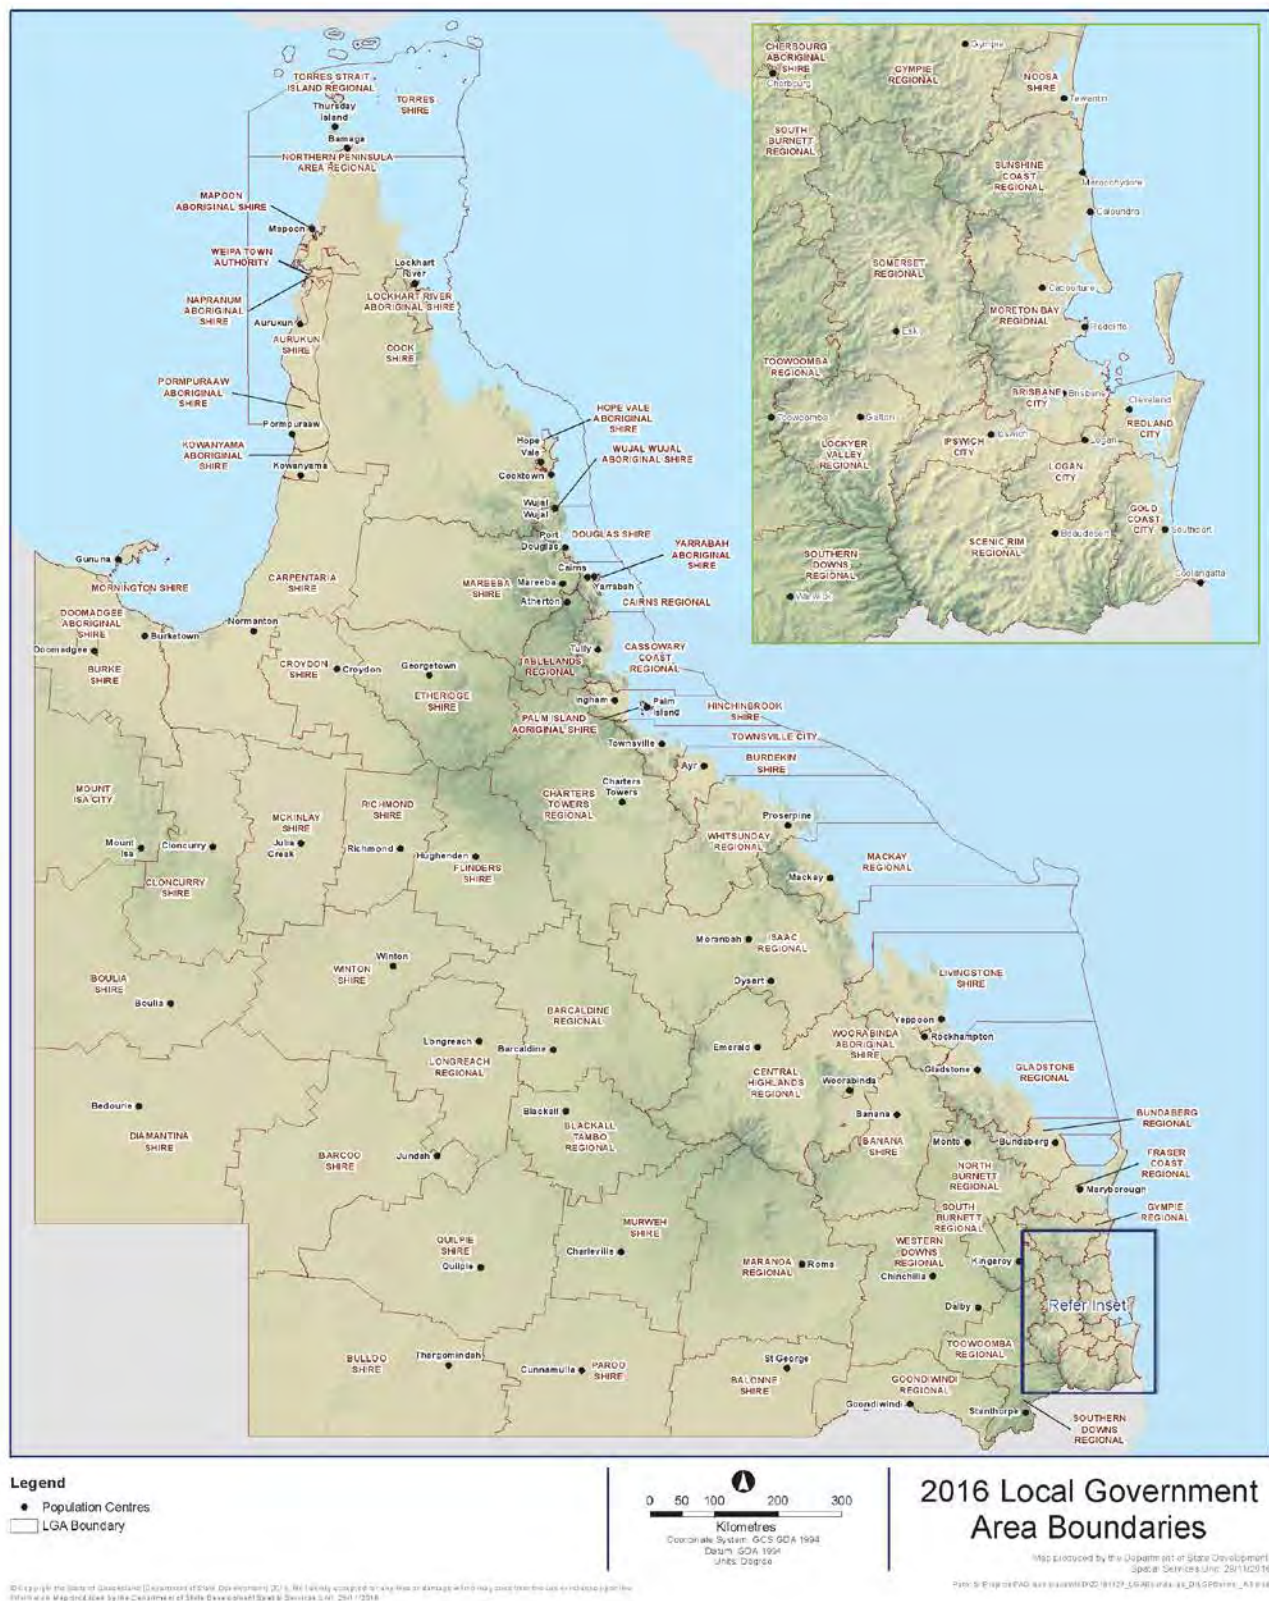 TORRES STRAIT
ISLAND REGIONAL
TORRES
SHIRE
Thursday
Island
Bamaga
NORTHERN PENINSULA
AREA REGIONAL
MAPOON
ABORIGINAL SHIRE
Mapoon
WEIPA TOWN
AUTHORITY
NAPRANUM
ABORIGINAL
SHIRE
Lockhart
River
LOCKHART RIVER
ABORIGINAL SHIRE
Aurukun
AURUKUN
SHIRE
COOK
SHIRE
PORMPURAAW
ABORIGINAL
SHIRE
Pormpuraaw
KOWANYAMA
ABORIGINAL
SHIRE
Kowanyama
HOPE VALE
ABORIGINAL
SHIRE
Hope
Vale
WUJAL WUJAL
ABORIGINAL SHIRE
Cooktown
Wujal
Wujal
DOUGLAS SHIRE
Port
Douglas
YARRABAH
ABORIGINAL
SHIRE
Cairns
Yarrabah
Gununa
MORNINGTON SHIRE
CARPENTARIA
SHIRE
MAREEBA
SHIRE
Mareeba
Atherton
CAIRNS REGIONAL
DOOMADGEE
ABORIGINAL
SHIRE
Burketown
Normanton
Doomadgee
BURKE
SHIRE
CROYDON
SHIRE
Croydon
Georgetown
ETHERIDGE
SHIRE
Tully
TABLELANDS
REGIONAL
CASSOWARY
COAST
REGIONAL
Ingham
Palm
Island
HINCHINBROOK
SHIRE
PALM ISLAND
ABORIGINAL SHIRE
Townsville
TOWNSVILLE CITY
Ayr
BURDEKIN
SHIRE
MOUNT
ISA CITY
MCKINLAY
SHIRE
RICHMOND
SHIRE
CHARTERS
TOWERS
REGIONAL
Charters
Towers
Proserpine
WHITSUNDAY
REGIONAL
Mount
Isa
Cloncurry
Julia
Creek
Richmond
Hughenden
FLINDERS
SHIRE
MACKAY
REGIONAL
Mackay
CLONCURRY
SHIRE
Moranbah
ISAAC
REGIONAL
Winton
WINTON
SHIRE
BOULIA
SHIRE
Boulia
Dysart
LIVINGSTONE
SHIRE
BARCALDINE
REGIONAL
Yeppoon
Rockhampton
Longreach
LONGREACH
REGIONAL
Barcaldine
Emerald
WOORABINDA
ABORIGINAL
SHIRE
CENTRAL
HIGHLANDS
REGIONAL
Gladstone
GLADSTONE
REGIONAL
Woorabinda
Bedourie
DIAMANTINA
SHIRE
Blackall
BLACKALL
TAMBO
REGIONAL
Banana
BANANA
SHIRE
BUNDABERG
REGIONAL
Monto
Bundaberg
BARCOO
SHIRE
Jundah
NORTH
BURNETT
REGIONAL
FRASER
COAST
REGIONAL
Maryborough
GYMPIE
REGIONAL
SOUTH
BURNETT
REGIONAL
QUILPIE
SHIRE
Quilpie
MURWEH
SHIRE
Charleville
MARANOA
REGIONAL
Roma
WESTERN
DOWNS
REGIONAL
Chinchilla
Kingaroy
Dalby
Refer Inset
TOOWOOMBA
REGIONAL
BULLOO
SHIRE
Thargomindah
Cunnamulla
PAROO
SHIRE
St George
BALONNE
SHIRE
GOONDIWINDI
REGIONAL
Goondiwindi
Stanthorpe
SOUTHERN
DOWNS
REGIONAL
CHERBOURG
ABORIGINAL
SHIRE
Cherbourg
GYMPIE
REGIONAL
Gympie
NOOSA
SHIRE
Tewantin
SOUTH
BURNETT
REGIONAL
SUNSHINE
COAST
REGIONAL
Maroochydore
Caloundra
SOMERSET
REGIONAL
Caboolture
MORETON BAY
REGIONAL
Redcliffe
Esk
TOOWOOMBA
REGIONAL
BRISBANE
CITY
Brisbane
Cleveland
REDLAND
CITY
Toowoomba
Gatton
LOCKYER
VALLEY
REGIONAL
IPSWICH
CITY
Ipswich
Logan
LOGAN
CITY
GOLD
COAST
CITY
Southport
SCENIC RIM
REGIONAL
Beaudesert
SOUTHERN
DOWNS
REGIONAL
Coolangatta
Warwick
Legend
Population Centres
LGA Boundary
0 50 100 200 300
Kilometres
Coordinate System: GCS GDA 1994
Datum: GDA 1994
Units: Degree
2016 Local Government
Area Boundaries
Map produced by the Department of State Development
Spatial Services Unit, 29/11/2016